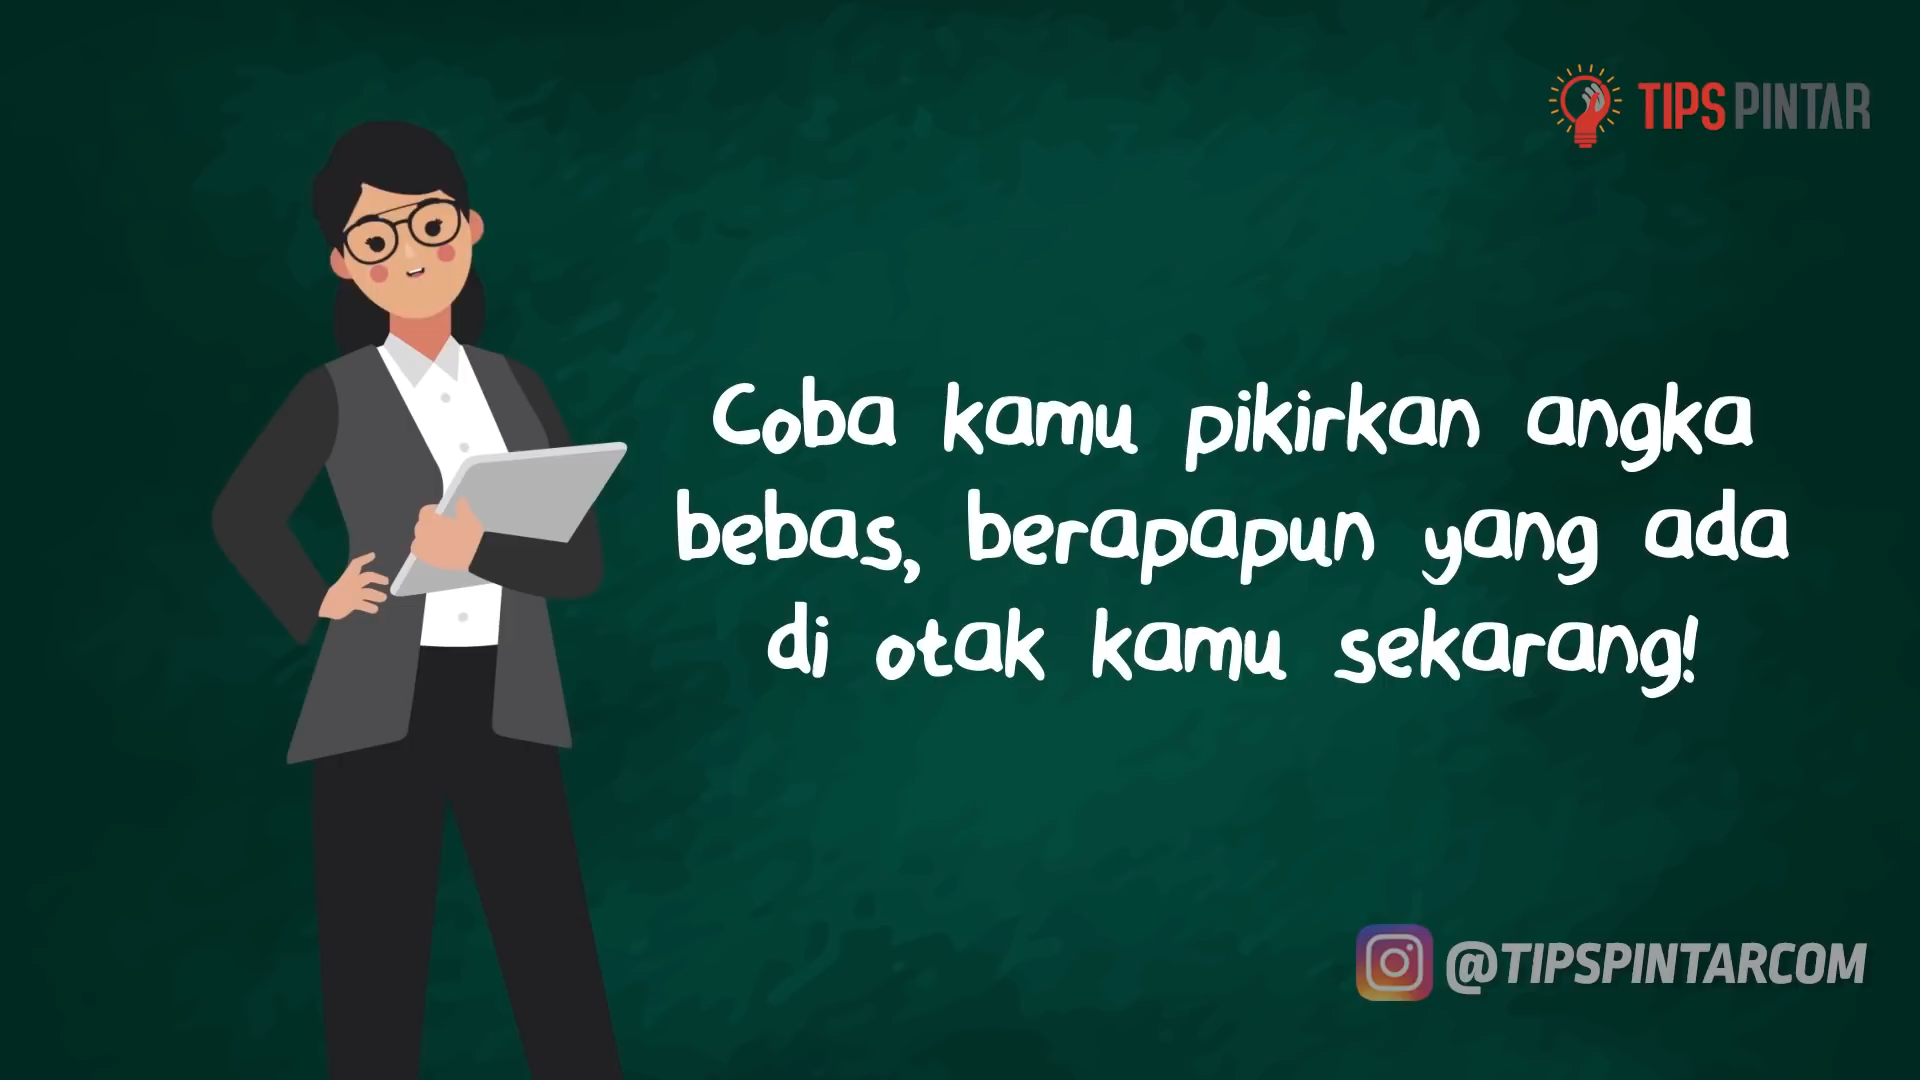 TIPS PINTAR
Coba kamu pikirkan angka
bebas, berapapun yang ada
di otak kamu sekarang!
@TIPSPINTARCOM